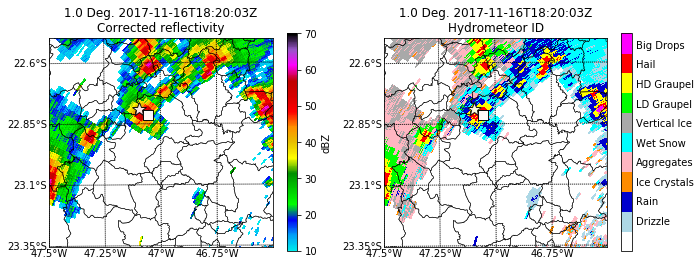 1.0 Deg. 2017-11-16T18:20:03Z
Corrected reflectivity
22.6°S
22.85°S
23.1°S
23.35°S
47.5°W
47.25°W
47°W
46.75°W
70
60
50
40
30
20
10
dBZ
1.0 Deg. 2017-11-16T18:20:03Z
Hydrometeor ID
22.6°S
22.85°S
23.1°S
23.35°S
47.5°W
47.25°W
47°W
46.75°W
Big Drops
Hail
HD Graupel
LD Graupel
Vertical Ice
Wet Snow
Aggregates
Ice Crystals
Rain
Drizzle